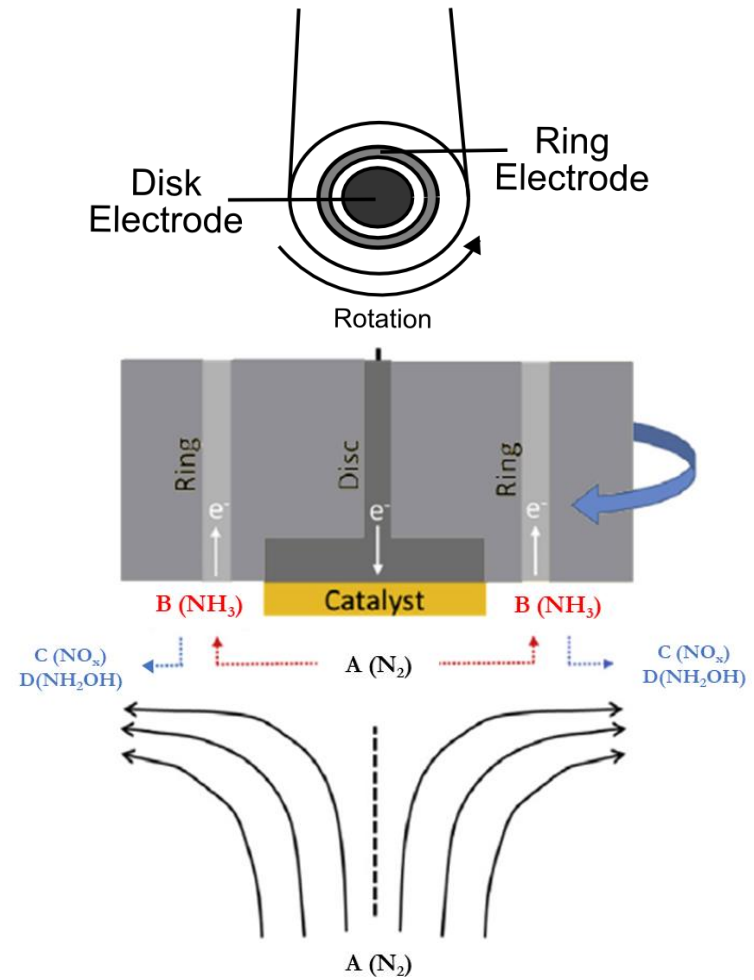 Ring
Electrode
Disk
Electrode
Rotation
Ring
Disc
Ring
e⁻
e⁻
e⁻
B (NH₃)
Catalyst
B (NH₃)
C (NOₓ)
D(NH₂OH)
A (N₂)
C (NOₓ)
D(NH₂OH)
A (N₂)